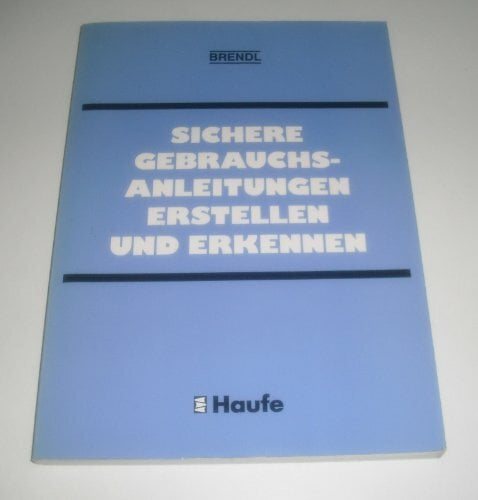 BRENDL
SICHERE
GEBRAUCHS-
ANLEITUNGEN
ERSTELLEN
UND ERKENNEN
Haufe